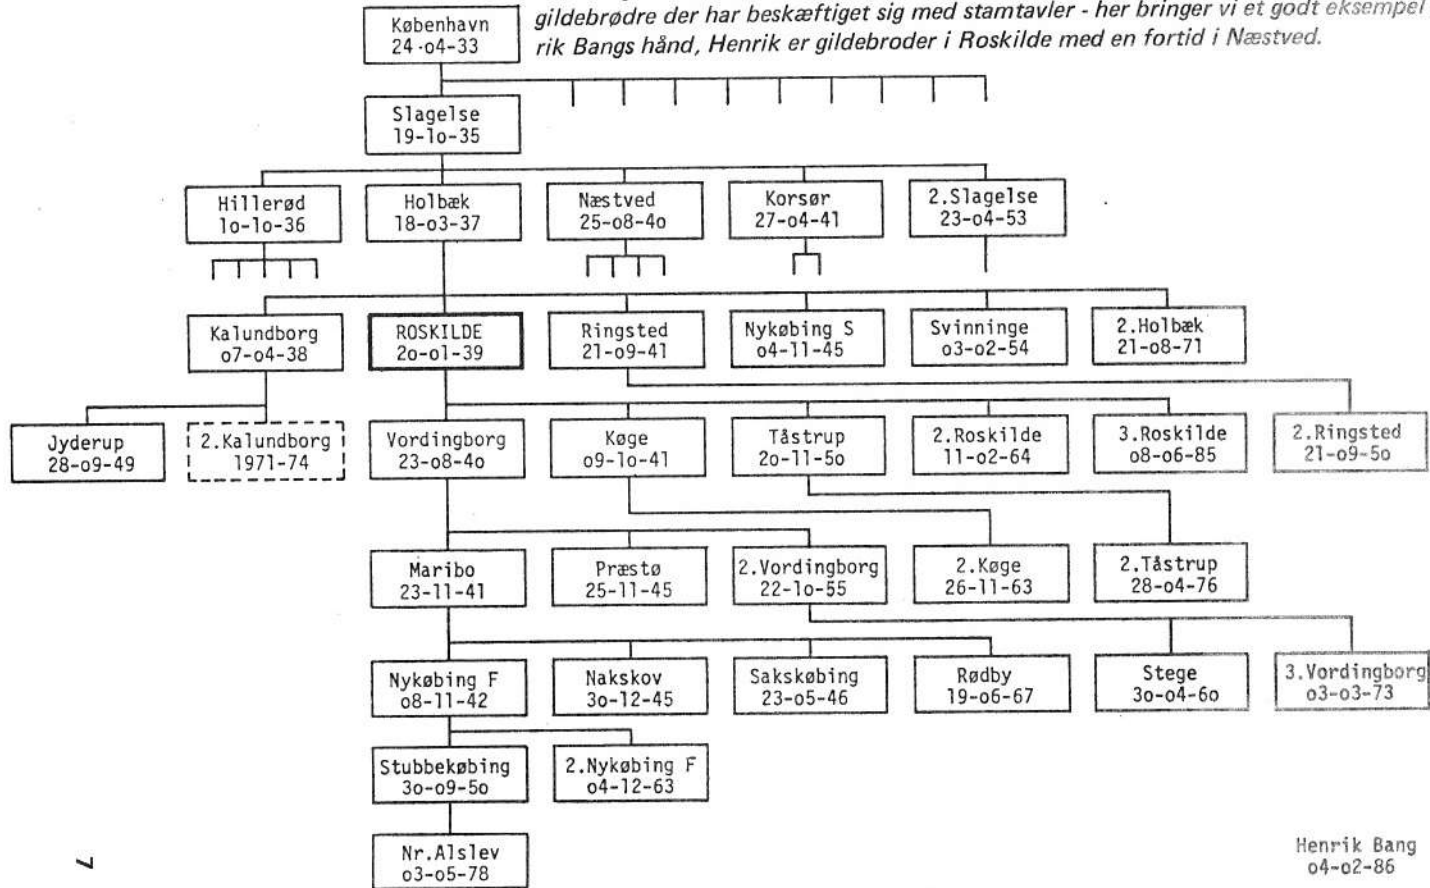 gildebrødre der har beskæftiget sig med stamtavler - her bringer vi et godt eksempel
rik Bangs hånd, Henrik er gildebroder i Roskilde med en fortid i Næstved.
København
24-o4-33
Slagelse
19-1o-35
Hillerød
1o-1o-36
Holbæk
18-o3-37
Næstved
25-o8-4o
Korsør
27-o4-41
2.Slagelse
23-o4-53
Kalundborg
o7-o4-38
ROSKILDE
2o-o1-39
Ringsted
21-o9-41
Nykøbing S
o4-11-45
Svinninge
o3-o2-54
2.Holbæk
21-o8-71
Jyderup
28-o9-49
2.Kalundborg
1971-74
Vordingborg
23-o8-4o
Køge
o9-1o-41
Tåstrup
2o-11-5o
2.Roskilde
11-o2-64
3.Roskilde
o8-o6-85
2.Ringsted
21-o9-5o
Maribo
23-11-41
Præstø
25-11-45
2.Vordingborg
22-1o-55
2.Køge
26-11-63
2.Tåstrup
28-o4-76
Nykøbing F
o8-11-42
Nakskov
3o-12-45
Sakskøbing
23-o5-46
Rødby
19-o6-67
Stege
3o-o4-6o
3.Vordingborg
o3-o3-73
Stubbekøbing
3o-o9-5o
2.Nykøbing F
o4-12-63
Nr.Alslev
o3-o5-78
Henrik Bang
o4-o2-86
7